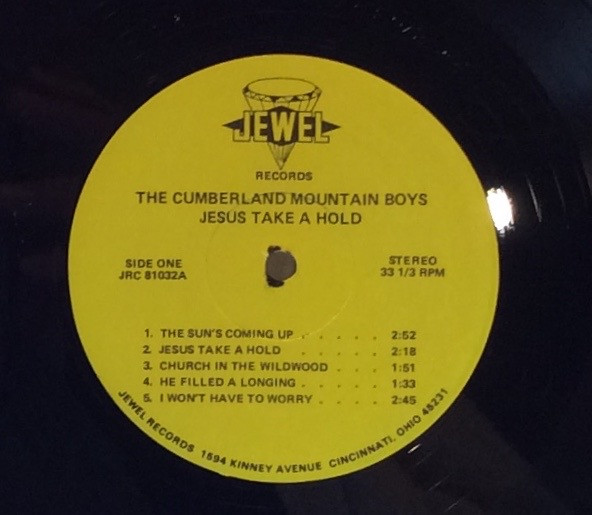 JEWEL
RECORDS
THE CUMBERLAND MOUNTAIN BOYS
JESUS TAKE A HOLD
SIDE ONE
JRC 81032A
STEREO
33 1/3 RPM
1. THE SUN'S COMING UP . . . . . 2:52
2. JESUS TAKE A HOLD . . . . . 2:18
3. CHURCH IN THE WILDWOOD . . . 1:51
4. HE FILLED A LONGING . . . . . 1:33
5. I WON'T HAVE TO WORRY . . . . 2:45
JEWEL RECORDS 1594 KINNEY AVENUE CINCINNATI, OHIO 45231